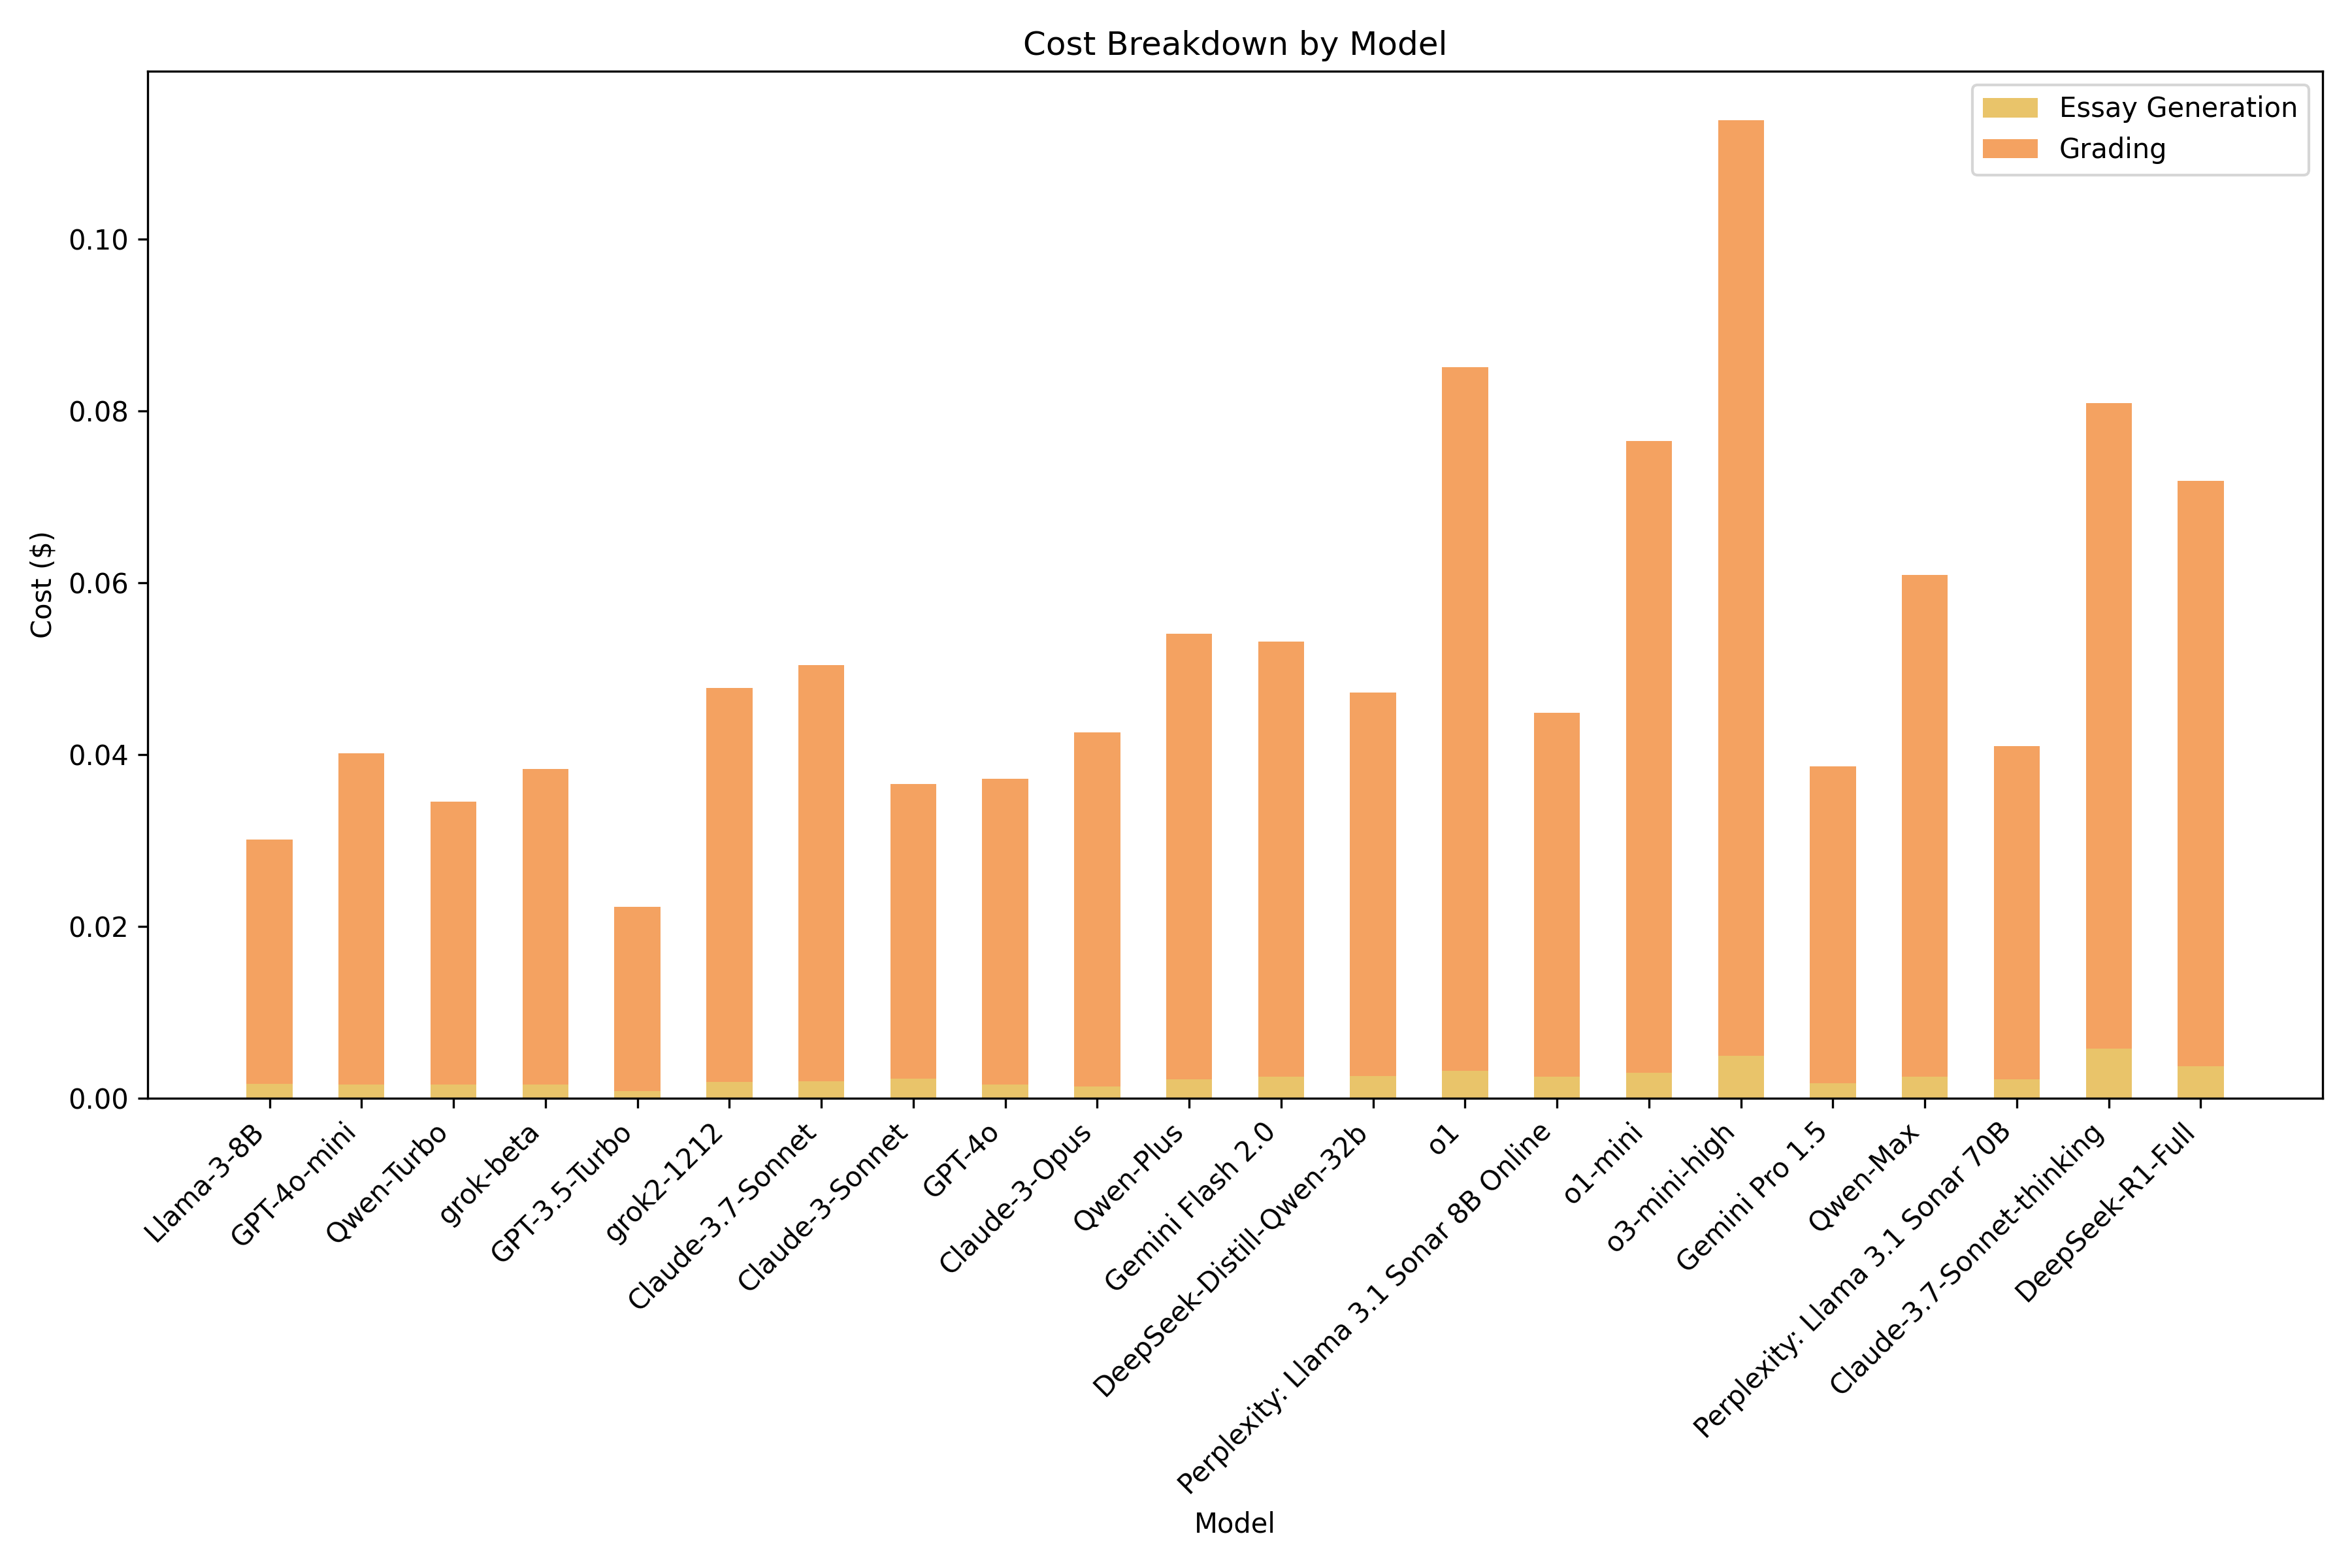 Cost Breakdown by Model
Essay Generation
Grading
Cost ($)
0.10
0.08
0.06
0.04
0.02
0.00
Llama-3-8B
GPT-4o-mini
Qwen-Turbo
grok-beta
GPT-3.5-Turbo
grok2-1212
Claude-3.7-Sonnet
Claude-3-Sonnet
GPT-4o
Claude-3-Opus
Qwen-Plus
Gemini Flash 2.0
DeepSeek-Distill-Qwen-32b
o1
Perplexity: Llama 3.1 Sonar 8B Online
o1-mini
o3-mini-high
Gemini Pro 1.5
Qwen-Max
Perplexity: Llama 3.1 Sonar 70B
Claude-3.7-Sonnet-thinking
DeepSeek-R1-Full
Model